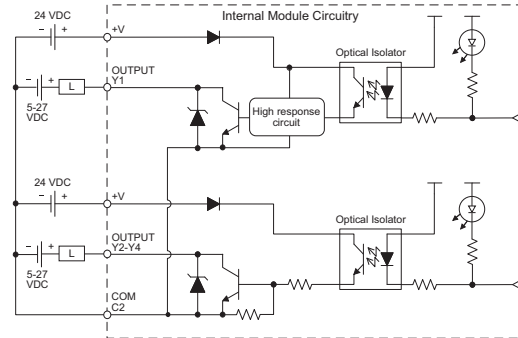 Internal Module Circuitry
24 VDC
− +
+V
Optical Isolator
OUTPUT
Y1
− +
L
5-27
VDC
High response
circuit
24 VDC
− +
+V
Optical Isolator
OUTPUT
Y2-Y4
− +
L
5-27
VDC
COM
C2